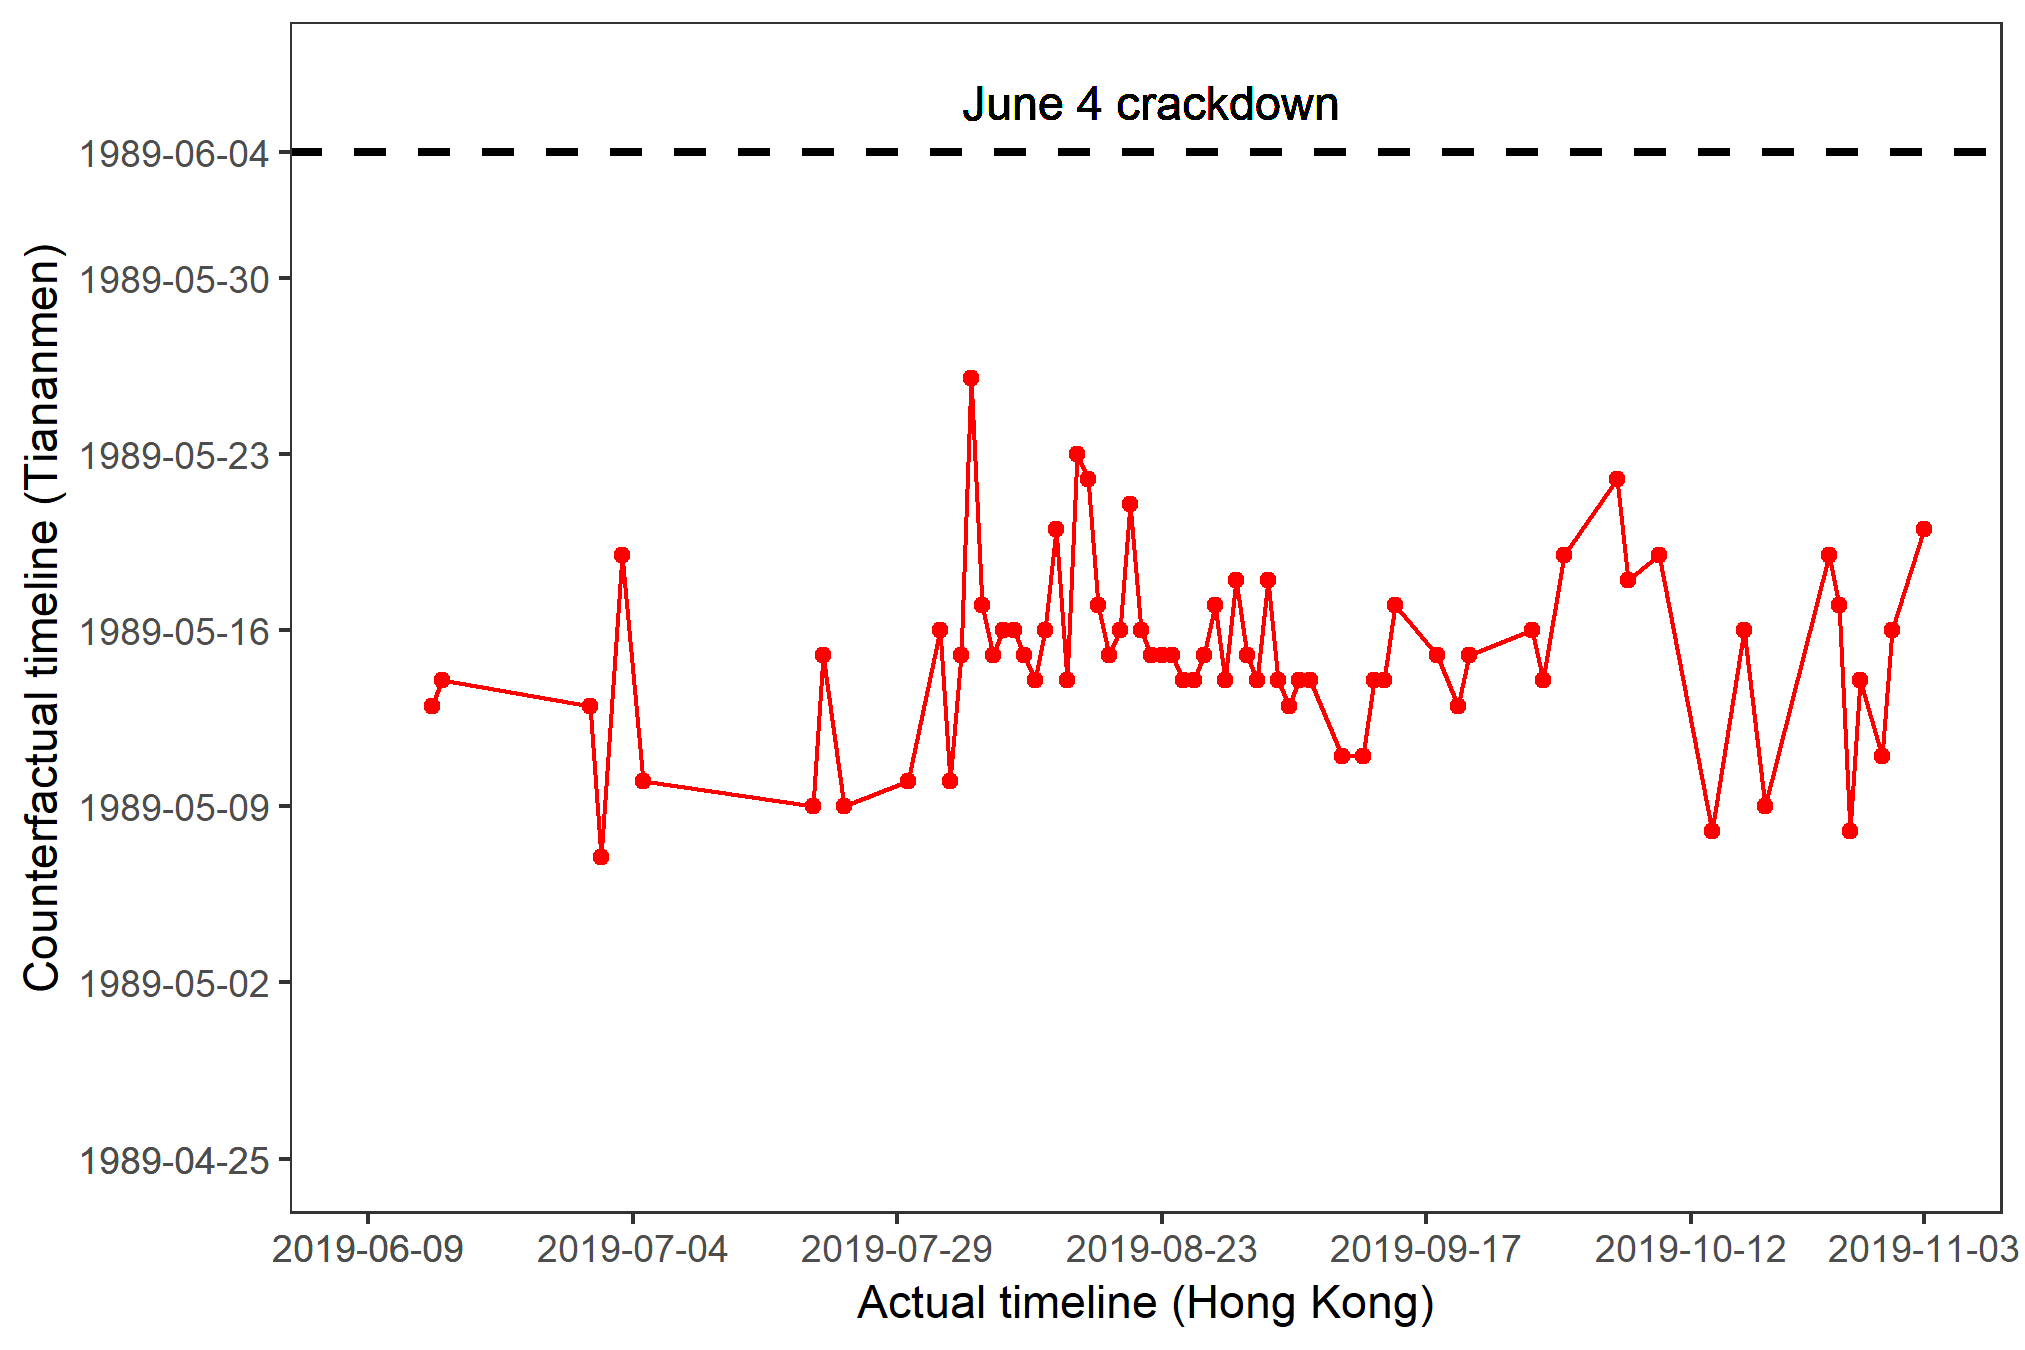 June 4 crackdown
1989-06-04
1989-05-30
1989-05-23
1989-05-16
1989-05-09
1989-05-02
1989-04-25
Counterfactual timeline (Tiananmen)
2019-06-09 2019-07-04 2019-07-29 2019-08-23 2019-09-17 2019-10-12 2019-11-03
Actual timeline (Hong Kong)